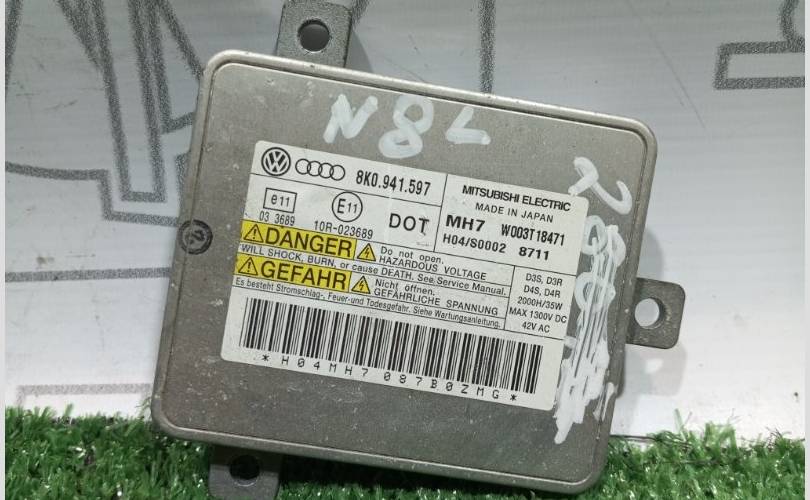 N8L
8K0.941.597
MITSUBISHI ELECTRIC
MADE IN JAPAN
e11
E11
DOT
MH7 W003T18471
03 3689
10R-023689
H04/S0002 8711
DANGER
Do not open.
HAZARDOUS VOLTAGE
WILL SHOCK, BURN, or cause DEATH. See Service Manual.
GEFAHR
Nicht öffnen.
GEFÄHRLICHE SPANNUNG
Es besteht Stromschlag-, Feuer-und Todesgefahr. Siehe Wartungsanleitung.
D3S, D3R
D4S, D4R
2000H/35W
MAX 1300V DC
42V AC
*H04MH7087B0ZMG*